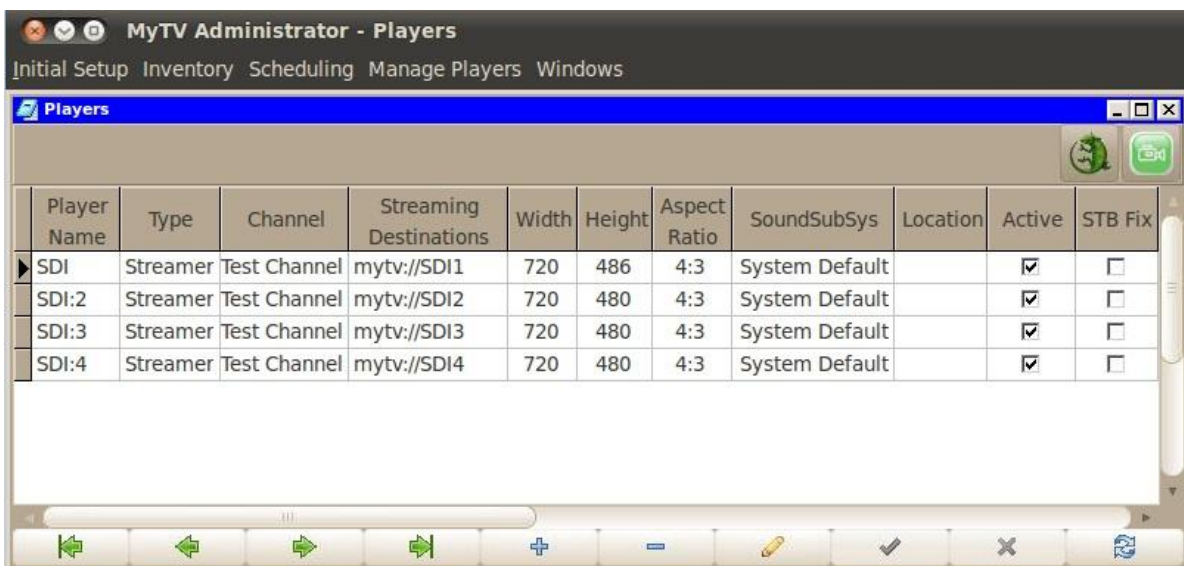 MyTV Administrator - Players
Initial Setup Inventory Scheduling Manage Players Windows
Players
Player Name Type Channel Streaming Destinations Width Height Aspect Ratio SoundSubSys Location Active STB Fix
SDI Streamer Test Channel mytv://SDI1 720 486 4:3 System Default
SDI:2 Streamer Test Channel mytv://SDI2 720 480 4:3 System Default
SDI:3 Streamer Test Channel mytv://SDI3 720 480 4:3 System Default
SDI:4 Streamer Test Channel mytv://SDI4 720 480 4:3 System Default